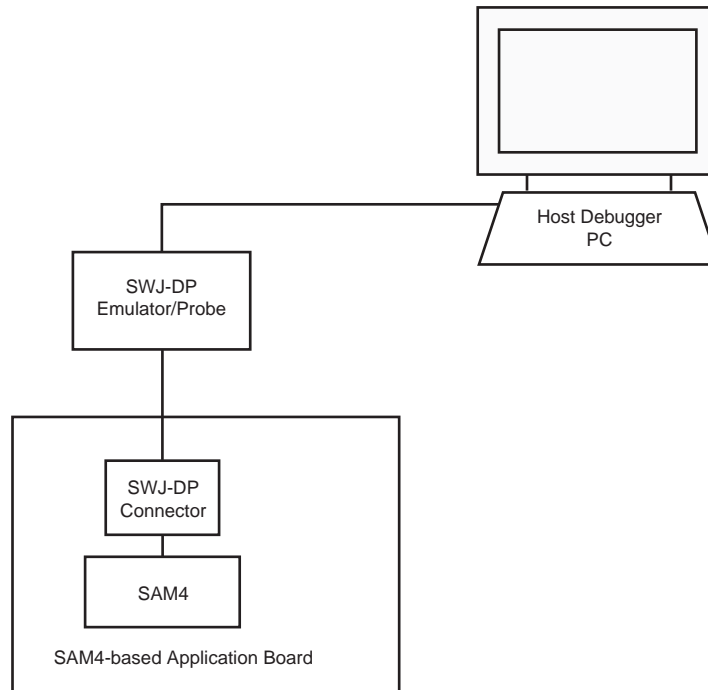 Host Debugger
PC
SWJ-DP
Emulator/Probe
SWJ-DP
Connector
SAM4
SAM4-based Application Board